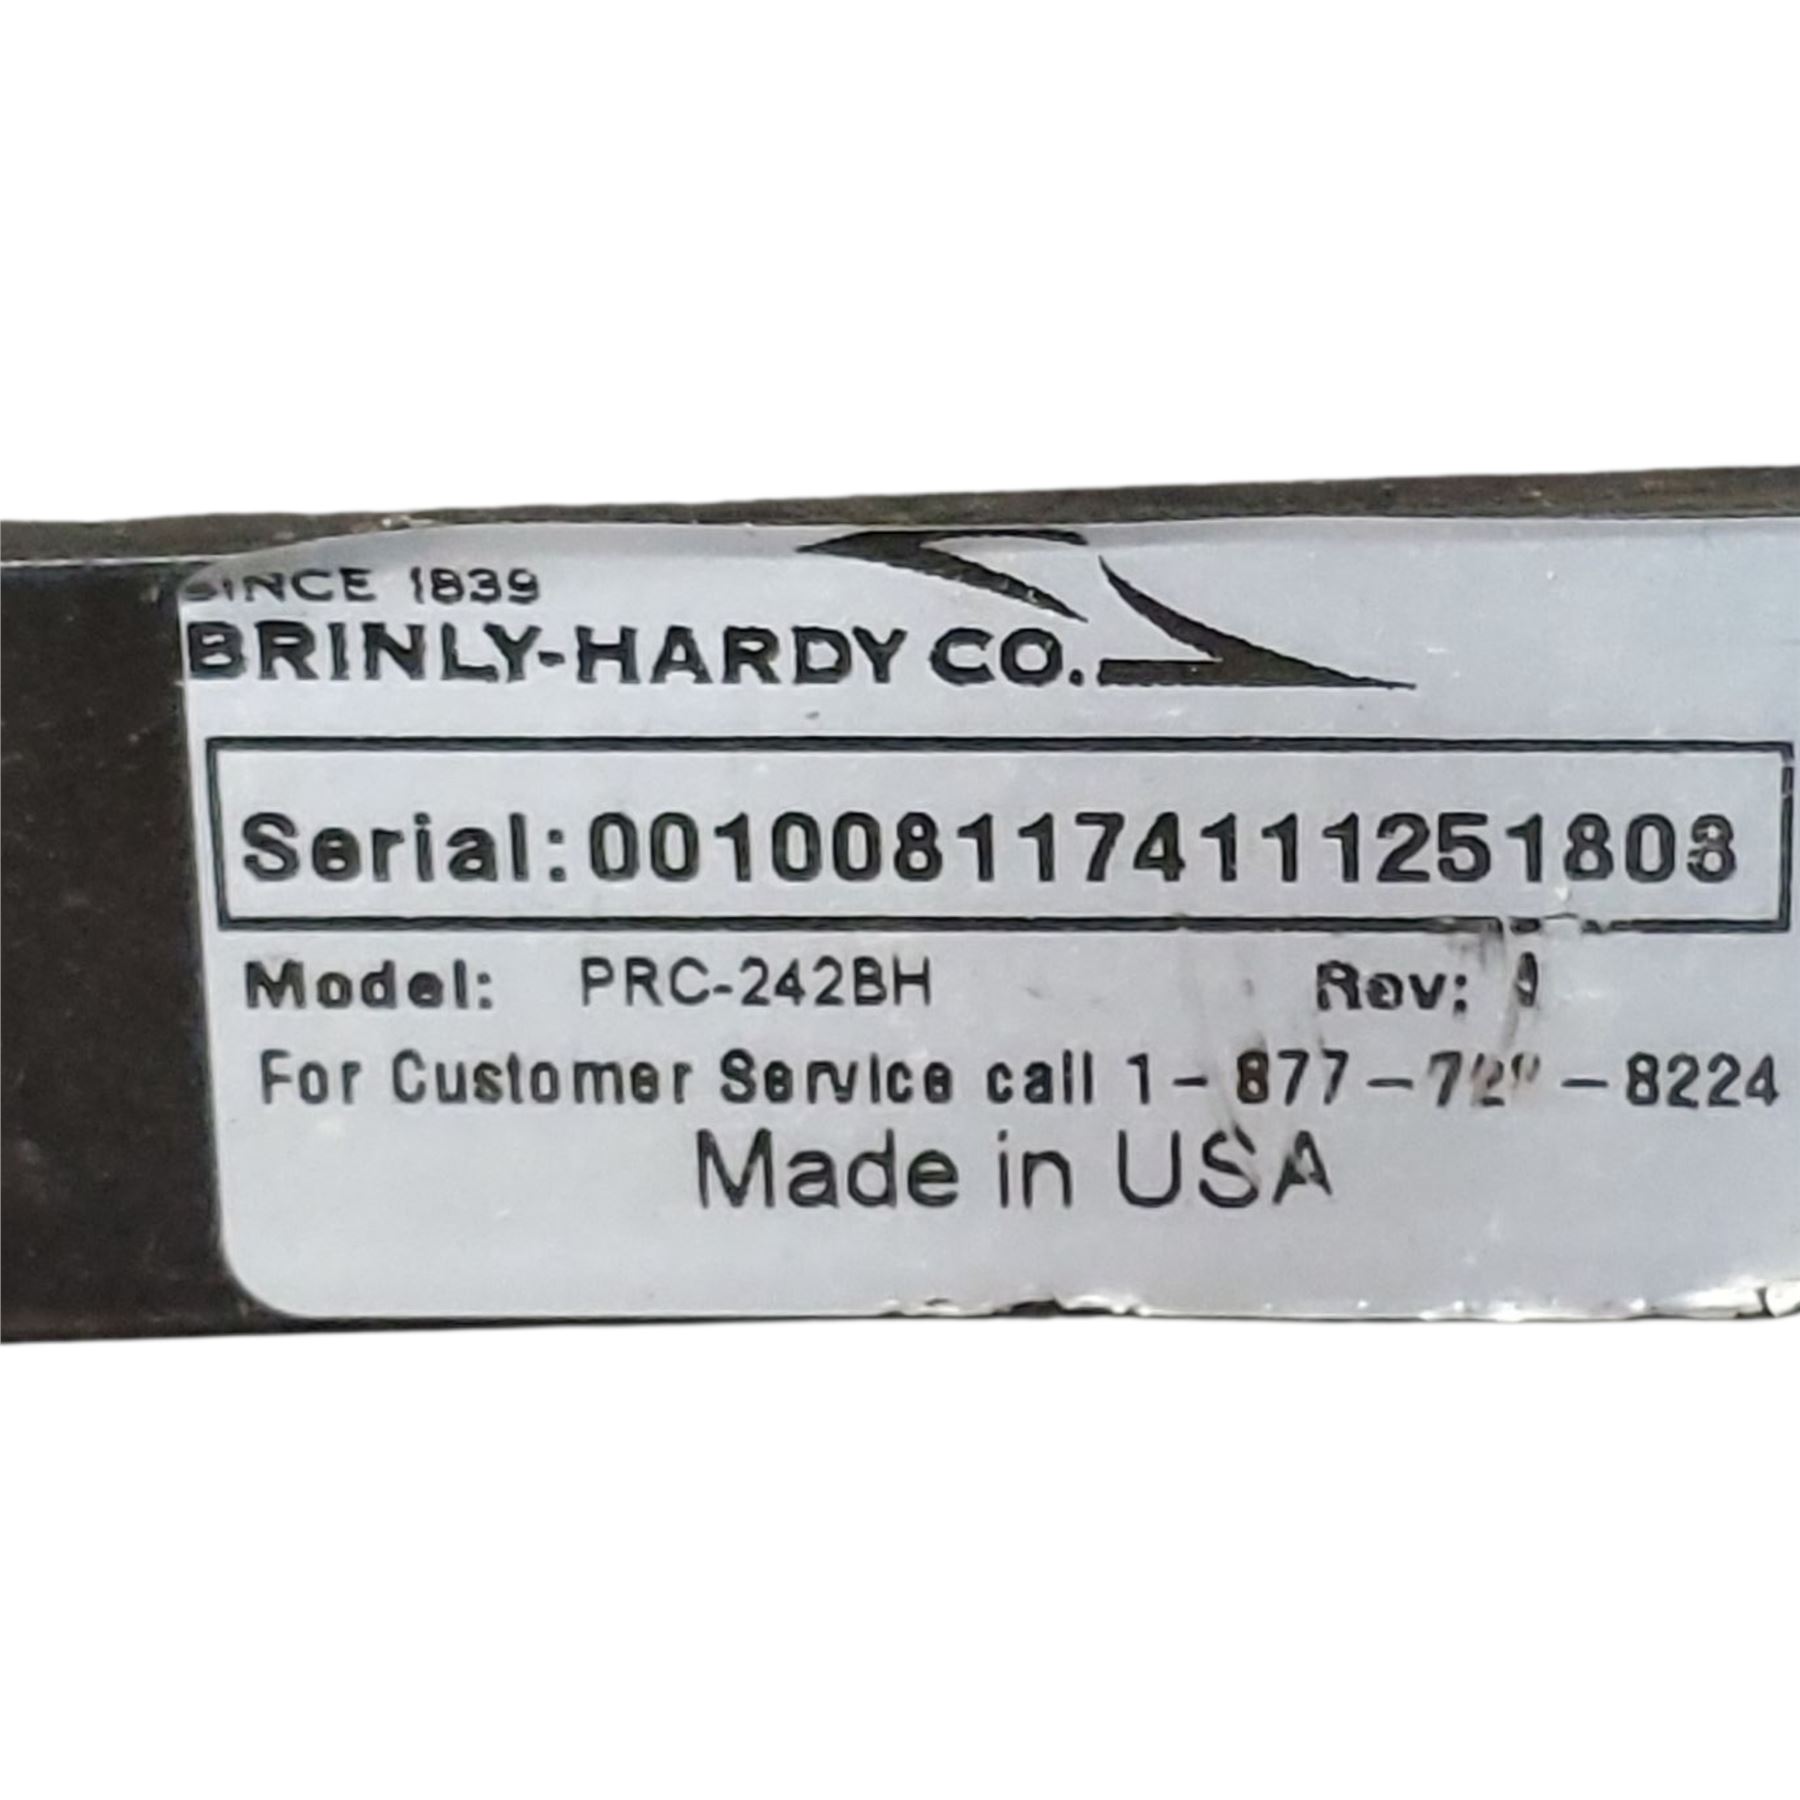 SINCE 1839
BRINLY-HARDY CO.
Serial: 0010081174111251808
Model: PRC-242BH Rev:
For Customer Service call 1-877- -8224
Made in USA